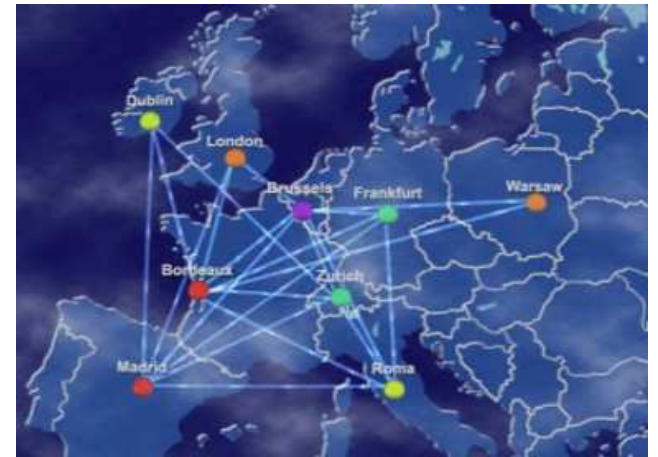 Dublin
London
Brussels
Frankfurt
Warsaw
Bordeaux
Zurich
Madrid
Roma